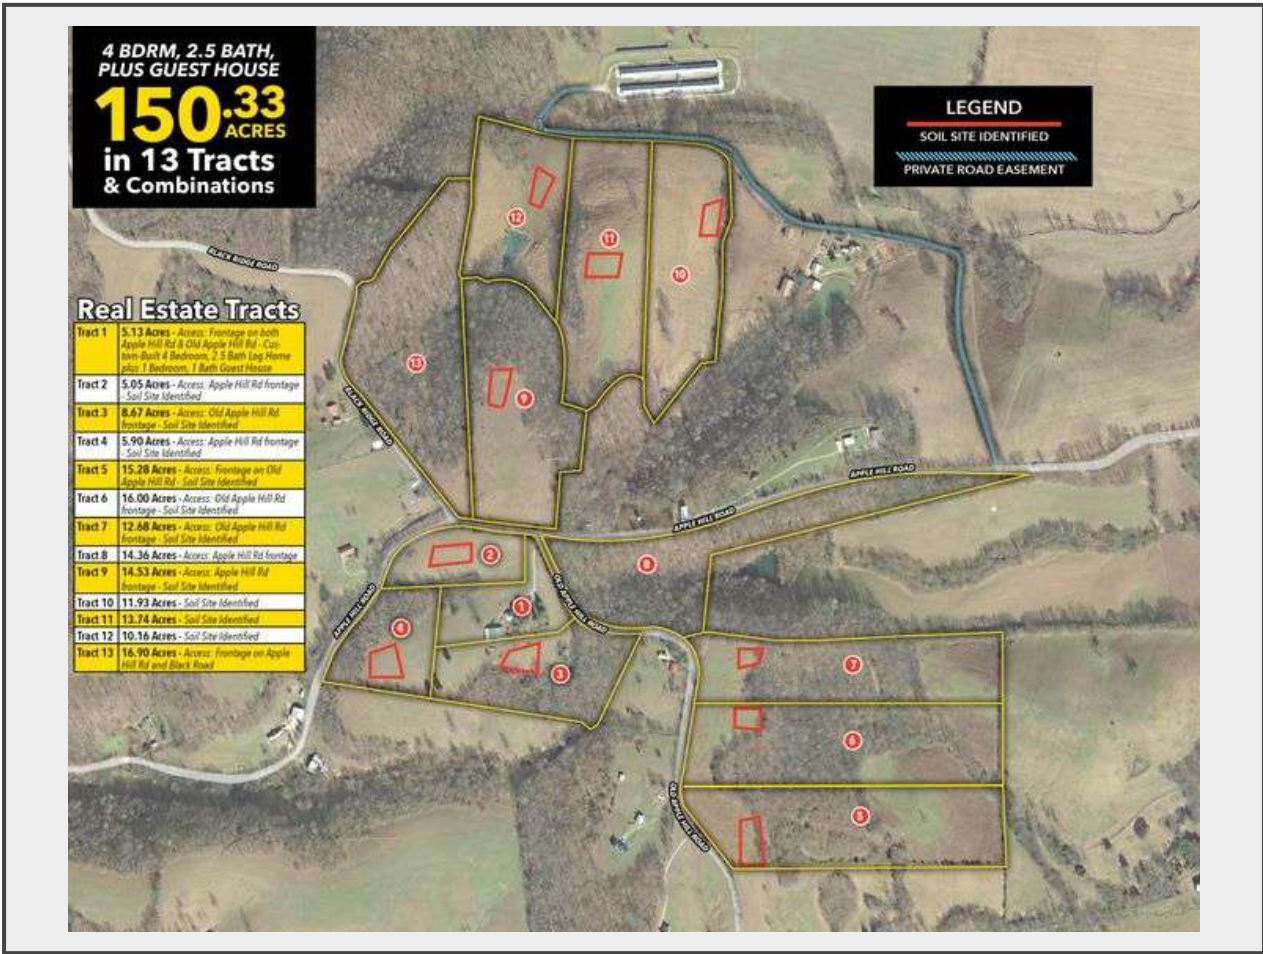 4 BDRM, 2.5 BATH,
PLUS GUEST HOUSE
150.33
ACRES
in 13 Tracts
& Combinations
LEGEND
SOIL SITE IDENTIFIED
PRIVATE ROAD EASEMENT
BLACK RIDGE ROAD
12
11
10
13
9
BLACK RIDGE ROAD
APPLE HILL ROAD
APPLE HILL ROAD
2
8
1
OLD APPLE HILL ROAD
APPLE HILL ROAD
4
3
7
6
5
OLD APPLE HILL ROAD
Real Estate Tracts
Tract 1 5.13 Acres - Access: Frontage on both
Apple Hill Rd & Old Apple Hill Rd - Cus-
tom-Built 4 Bedroom, 2.5 Bath Log Home
plus 1 Bedroom, 1 Bath Guest House
Tract 2 5.05 Acres - Access: Apple Hill Rd frontage
- Soil Site Identified
Tract 3 8.67 Acres - Access: Old Apple Hill Rd
frontage - Soil Site Identified
Tract 4 5.90 Acres - Access: Apple Hill Rd frontage
- Soil Site Identified
Tract 5 15.28 Acres - Access: Frontage on Old
Apple Hill Rd - Soil Site Identified
Tract 6 16.00 Acres - Access: Old Apple Hill Rd
frontage - Soil Site Identified
Tract 7 12.68 Acres - Access: Old Apple Hill Rd
frontage - Soil Site Identified
Tract 8 14.36 Acres - Access: Apple Hill Rd frontage
Tract 9 14.53 Acres - Access: Apple Hill Rd
frontage - Soil Site Identified
Tract 10 11.93 Acres - Soil Site Identified
Tract 11 13.74 Acres - Soil Site Identified
Tract 12 10.16 Acres - Soil Site Identified
Tract 13 16.90 Acres - Access: Frontage on Apple
Hill Rd and Black Road